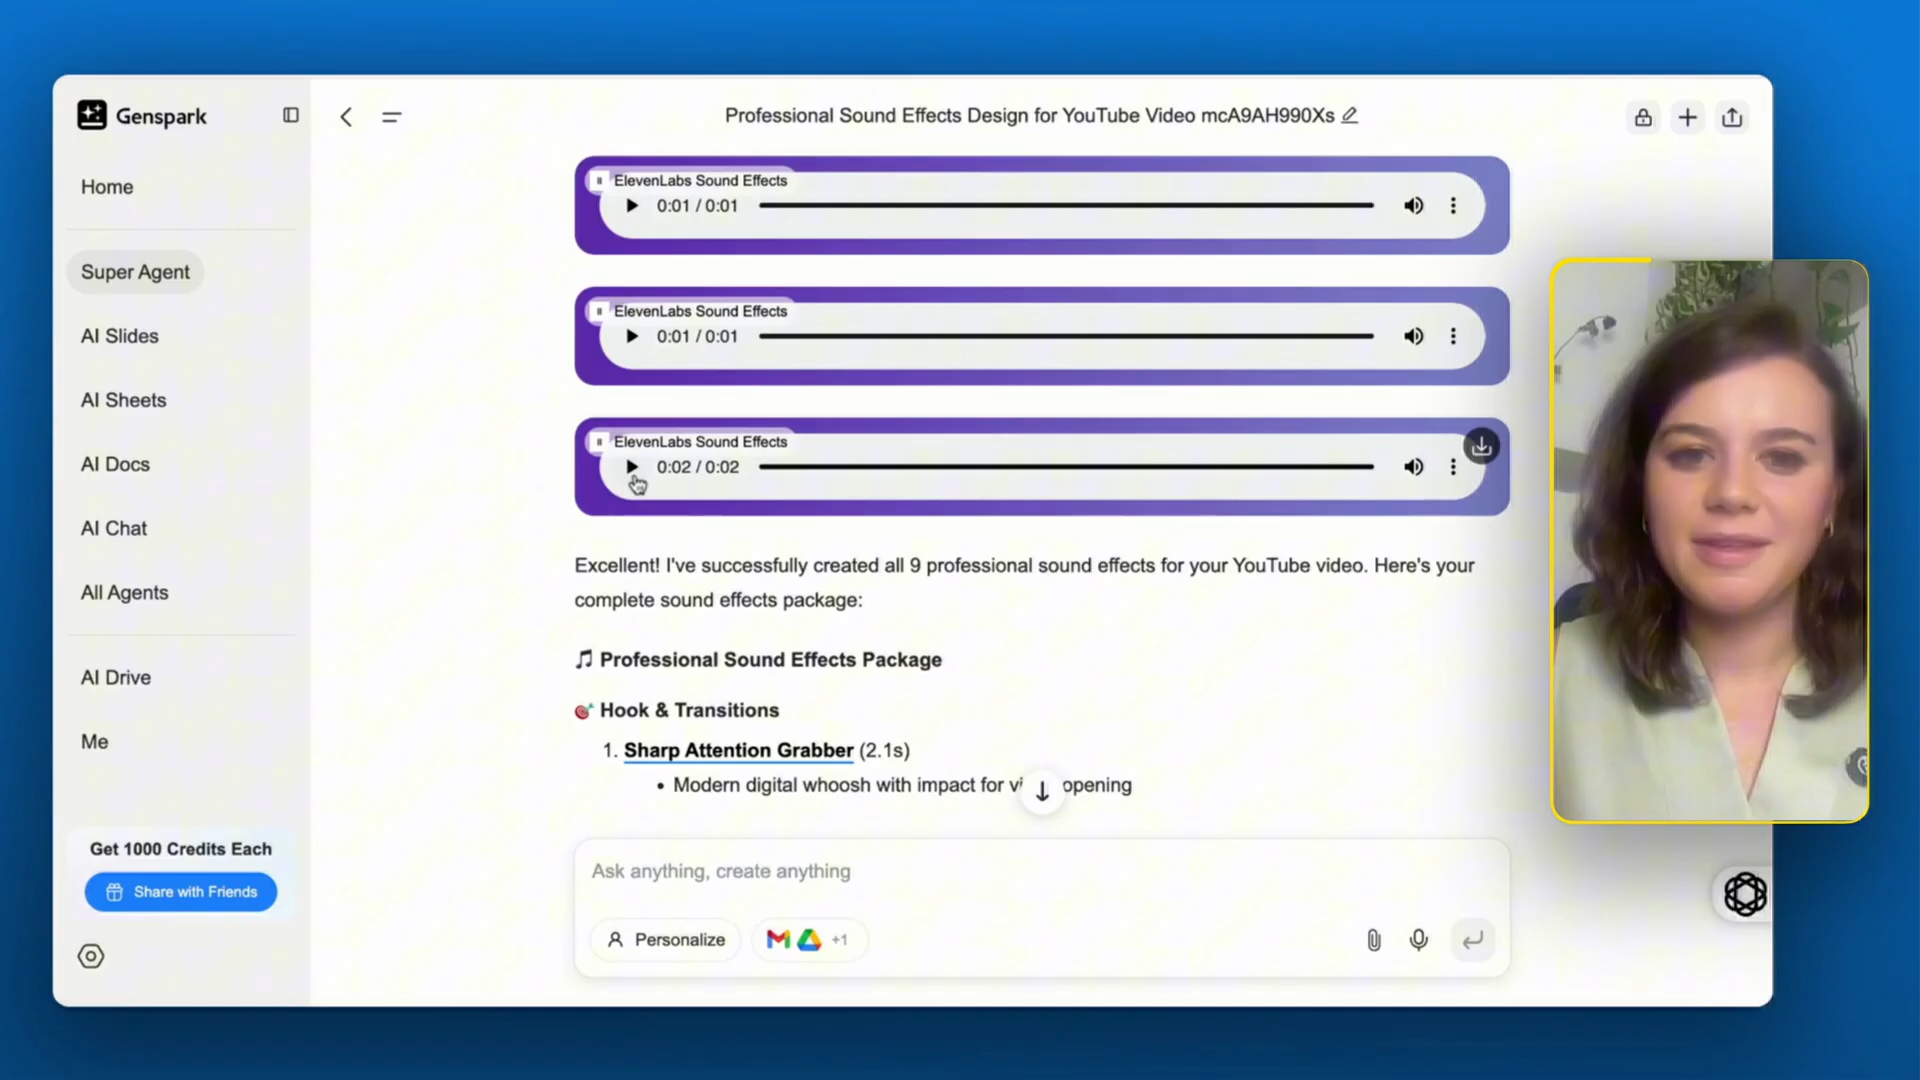 Genspark
Home
Super Agent
AI Slides
AI Sheets
AI Docs
AI Chat
All Agents
AI Drive
Me
Get 1000 Credits Each
Share with Friends
Professional Sound Effects Design for YouTube Video mcA9AH990Xs
ElevenLabs Sound Effects
0:01 / 0:01
ElevenLabs Sound Effects
0:01 / 0:01
ElevenLabs Sound Effects
0:02 / 0:02
Excellent! I've successfully created all 9 professional sound effects for your YouTube video. Here's your
complete sound effects package:
🎵 Professional Sound Effects Package
🎯 Hook & Transitions
1. Sharp Attention Grabber (2.1s)
• Modern digital whoosh with impact for opening
Ask anything, create anything
Personalize
+1